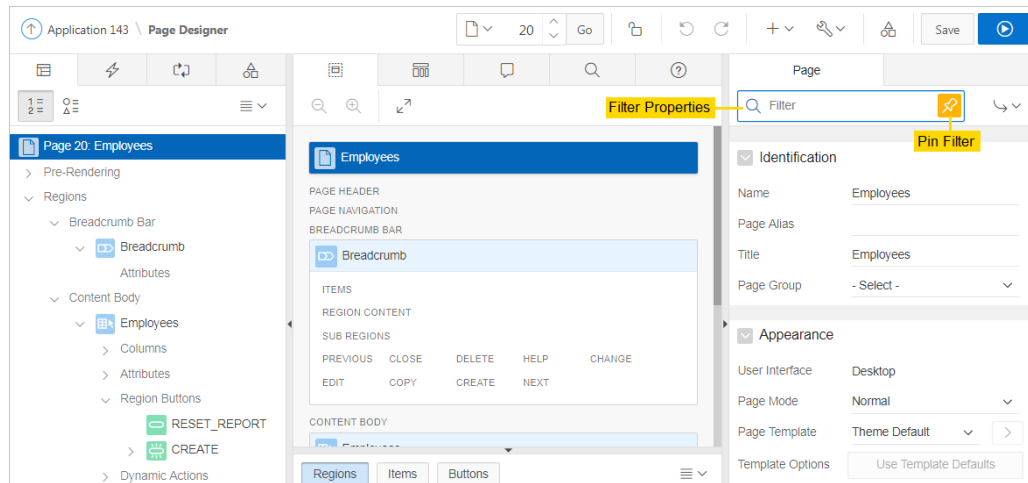 Application 143 \ Page Designer
20
Go
Save
Page
Filter Properties
Filter
Pin Filter
Page 20: Employees
Pre-Rendering
Regions
Breadcrumb Bar
Breadcrumb
Attributes
Content Body
Employees
Columns
Attributes
Region Buttons
RESET_REPORT
CREATE
Dynamic Actions
Employees
PAGE HEADER
PAGE NAVIGATION
BREADCRUMB BAR
Breadcrumb
ITEMS
REGION CONTENT
SUB REGIONS
PREVIOUS CLOSE DELETE HELP CHANGE
EDIT COPY CREATE NEXT
CONTENT BODY
Regions Items Buttons
Identification
Name Employees
Page Alias
Title Employees
Page Group - Select -
Appearance
User Interface Desktop
Page Mode Normal
Page Template Theme Default
Template Options Use Template Defaults